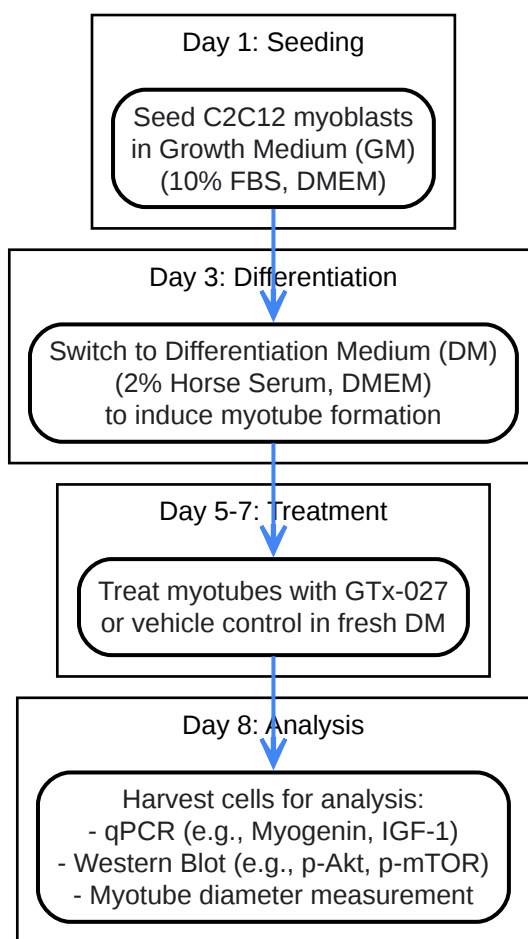 Day 1: Seeding
Seed C2C12 myoblasts
in Growth Medium (GM)
(10% FBS, DMEM)
Day 3: Differentiation
Switch to Differentiation Medium (DM)
(2% Horse Serum, DMEM)
to induce myotube formation
Day 5-7: Treatment
Treat myotubes with GTx-027
or vehicle control in fresh DM
Day 8: Analysis
Harvest cells for analysis:
- qPCR (e.g., Myogenin, IGF-1)
- Western Blot (e.g., p-Akt, p-mTOR)
- Myotube diameter measurement